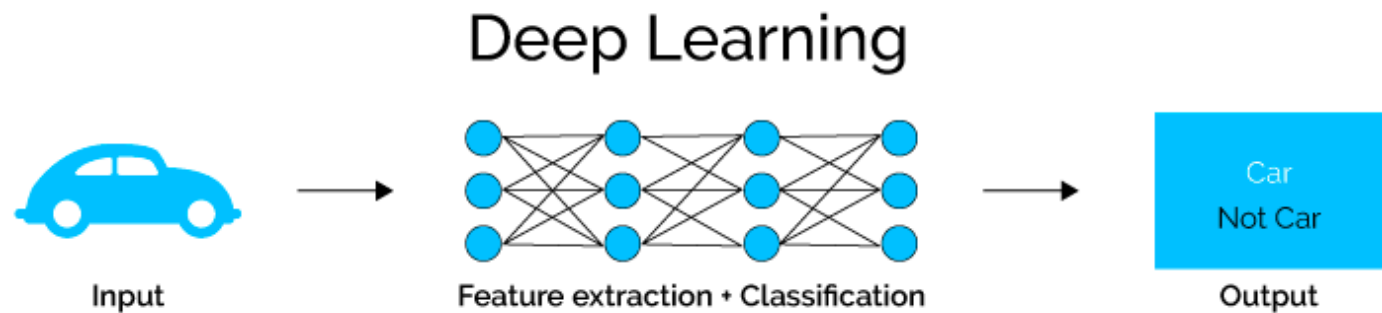 Deep Learning
Car
Not Car
Input
Feature extraction + Classification
Output